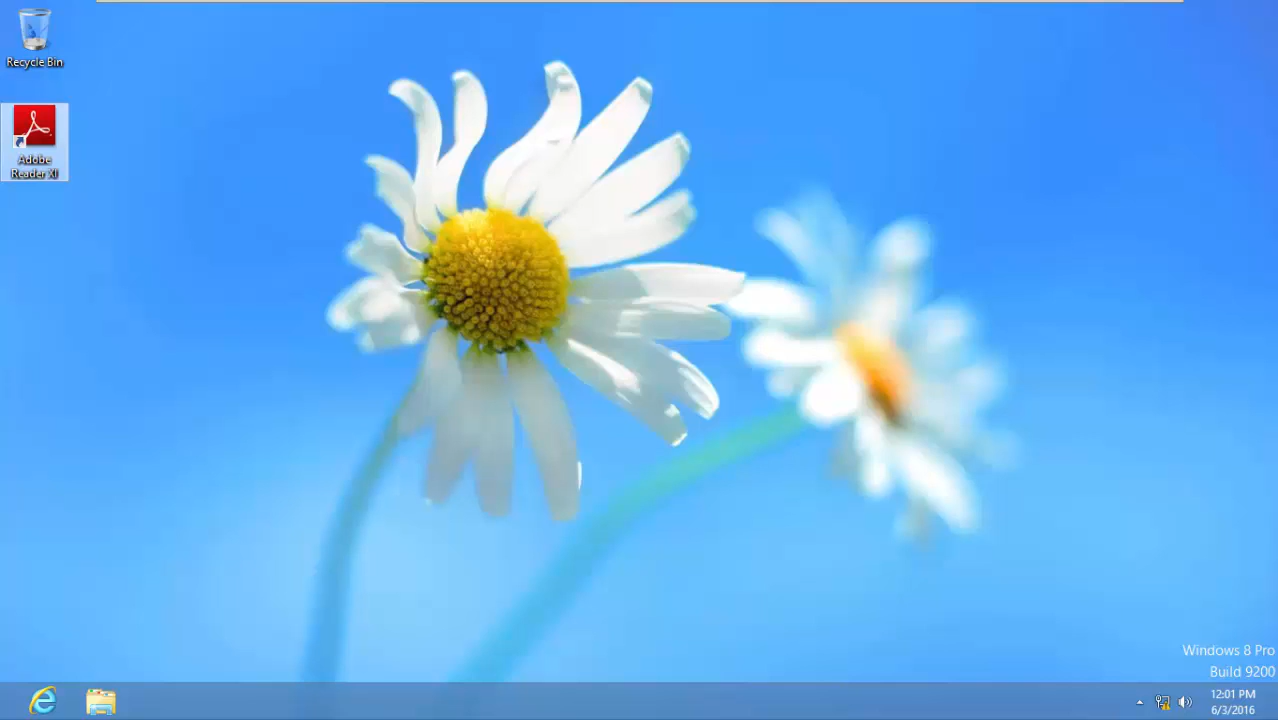 Recycle Bin
Adobe
Reader XI
Windows 8 Pro
Build 9200
12:01 PM
6/3/2016